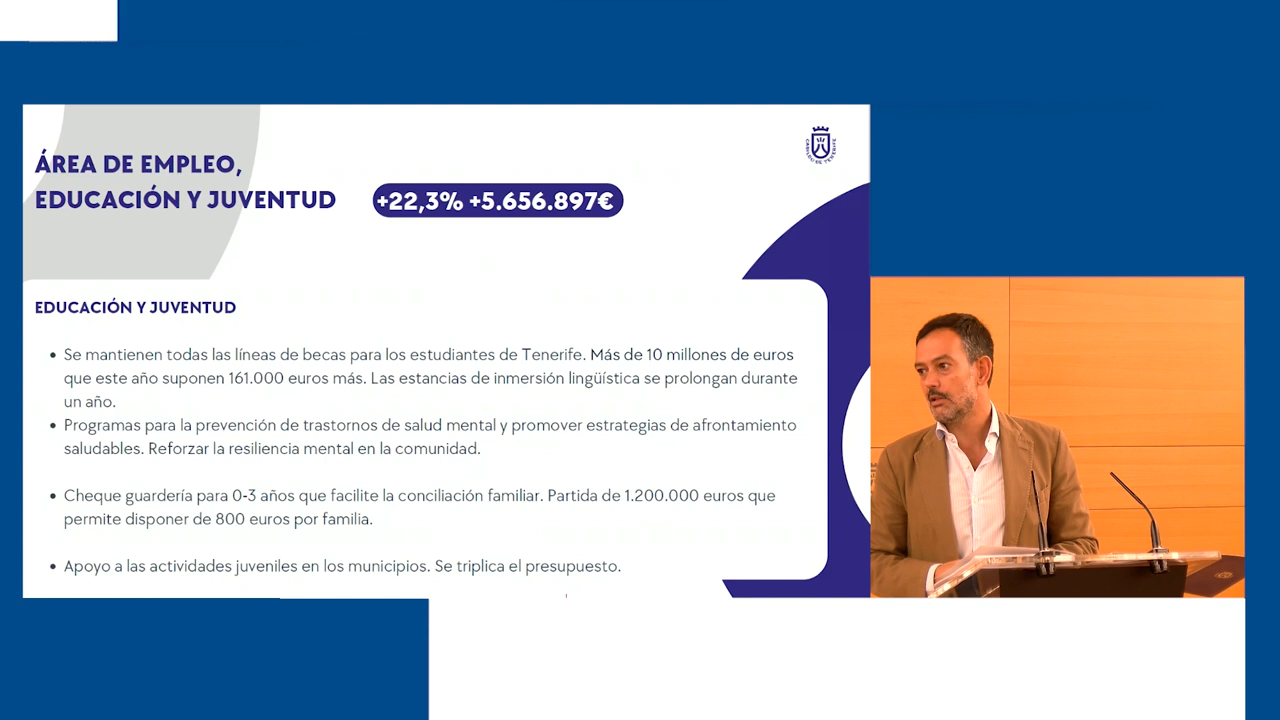 ÁREA DE EMPLEO,
EDUCACIÓN Y JUVENTUD
+22,3% +5.656.897€
CABILDO DE TENERIFE
EDUCACIÓN Y JUVENTUD
• Se mantienen todas las líneas de becas para los estudiantes de Tenerife. Más de 10 millones de euros
que este año suponen 161.000 euros más. Las estancias de inmersión lingüística se prolongan durante
un año.
• Programas para la prevención de trastornos de salud mental y promover estrategias de afrontamiento
saludables. Reforzar la resiliencia mental en la comunidad.
• Cheque guardería para 0-3 años que facilite la conciliación familiar. Partida de 1.200.000 euros que
permite disponer de 800 euros por familia.
• Apoyo a las actividades juveniles en los municipios. Se triplica el presupuesto.